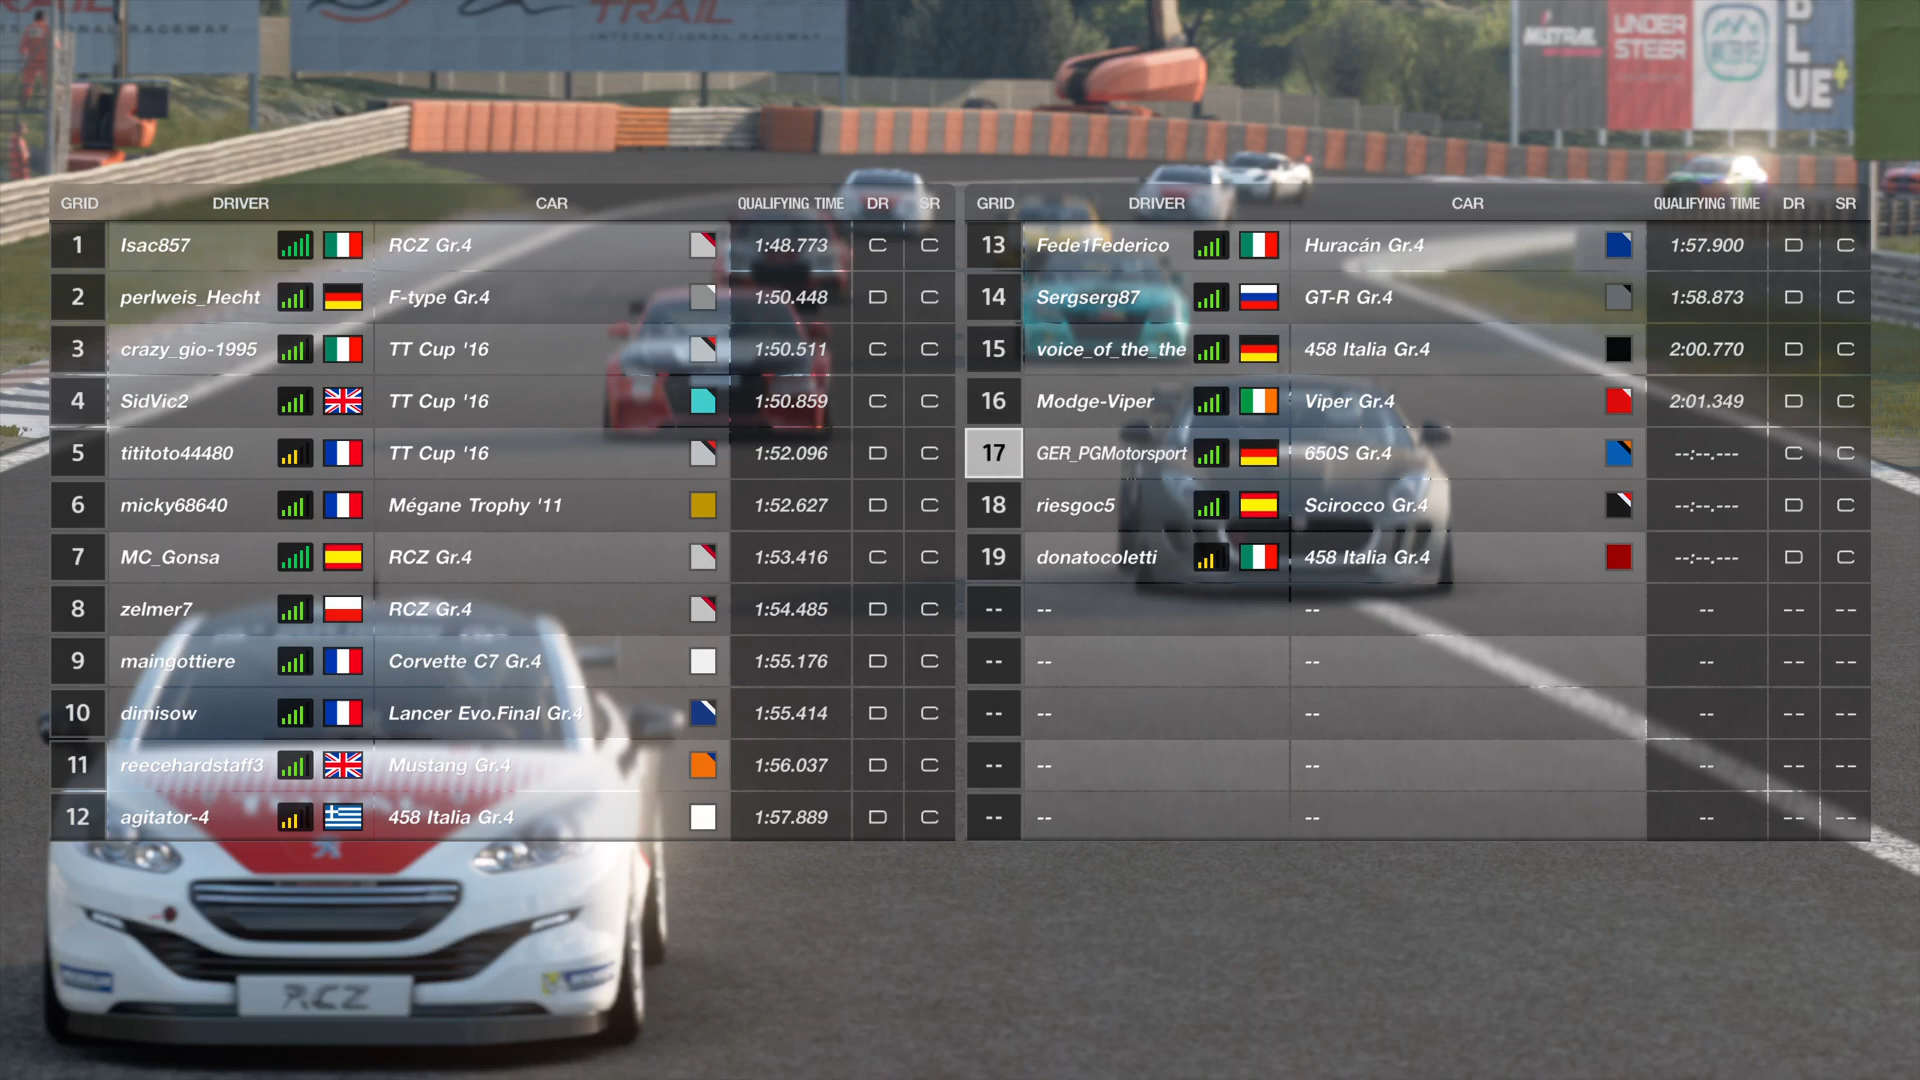 TRAIL
INTERNATIONAL RACEWAY
MISTRAL
UNDER
STEER
BLUE
GRID DRIVER CAR QUALIFYING TIME DR SR
1 Isac857 RCZ Gr.4 1:48.773 C C
2 perlweis_Hecht F-type Gr.4 1:50.448 D C
3 crazy_gio-1995 TT Cup '16 1:50.511 C C
4 SidVic2 TT Cup '16 1:50.859 C C
5 tititoto44480 TT Cup '16 1:52.096 D C
6 micky68640 Mégane Trophy '11 1:52.627 D C
7 MC_Gonsa RCZ Gr.4 1:53.416 C C
8 zelmer7 RCZ Gr.4 1:54.485 D C
9 maingottiere Corvette C7 Gr.4 1:55.176 D C
10 dimisow Lancer Evo.Final Gr.4 1:55.414 D C
11 reecehardstaff3 Mustang Gr.4 1:56.037 D C
12 agitator-4 458 Italia Gr.4 1:57.889 D C
GRID DRIVER CAR QUALIFYING TIME DR SR
13 Fede1Federico Huracán Gr.4 1:57.900 D C
14 Sergserg87 GT-R Gr.4 1:58.873 D C
15 voice_of_the_the 458 Italia Gr.4 2:00.770 D C
16 Modge-Viper Viper Gr.4 2:01.349 D C
17 GER_PGMotorsport 650S Gr.4 --:--.--- C C
18 riesgoc5 Scirocco Gr.4 --:--.--- D C
19 donatocoletti 458 Italia Gr.4 --:--.--- D C
-- -- -- -- -- --
-- -- -- -- -- --
-- -- -- -- -- --
-- -- -- -- -- --
-- -- -- -- -- --
RCZ